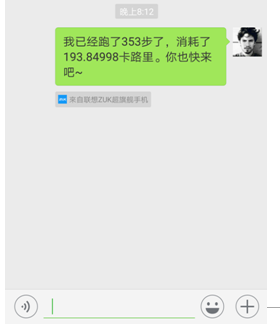 晚上6:12
我已经跑了353步了，消耗了
193.84998卡路里。你也快来
吧~
ZUK 来自联想ZUK超旗舰手机